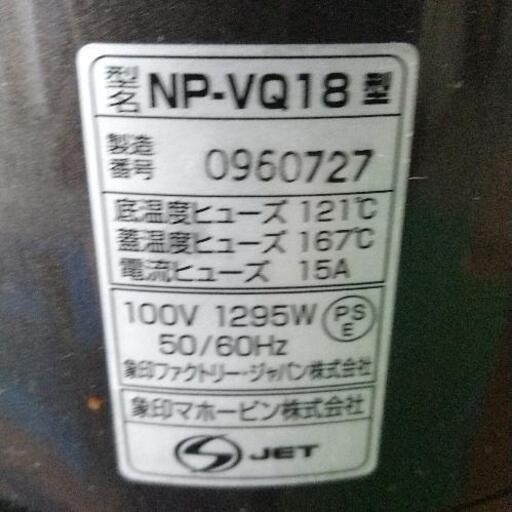 型名 NP-VQ18 型
製造番号 0960727
底温度ヒューズ 121℃
蓋温度ヒューズ 167℃
電流ヒューズ 15A
100V 1295W PSE
50/60Hz
象印ファクトリー・ジャパン株式会社
象印マホービン株式会社
S JET